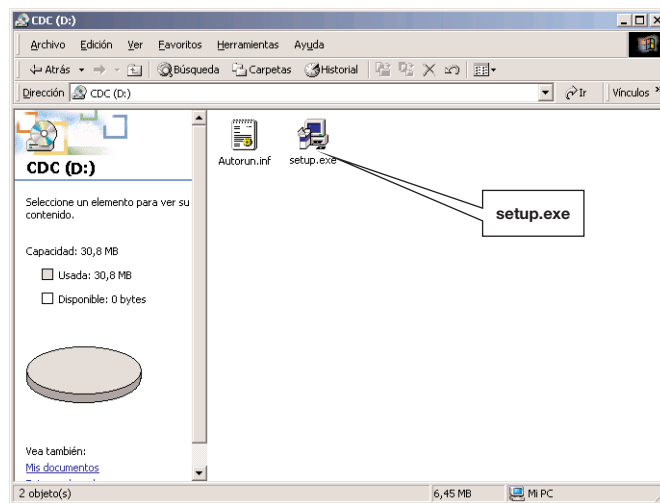 CDC (D:)
Archivo Edición Ver Favoritos Herramientas Ayuda
Atrás Búsqueda Carpetas Historial
Dirección CDC (D:) Ir Vínculos »
CDC (D:)
Seleccione un elemento para ver su
contenido.
Capacidad: 30,8 MB
Usada: 30,8 MB
Disponible: 0 bytes
Vea también:
Mis documentos
Autorun.inf setup.exe
setup.exe
2 objeto(s) 6,45 MB Mi PC